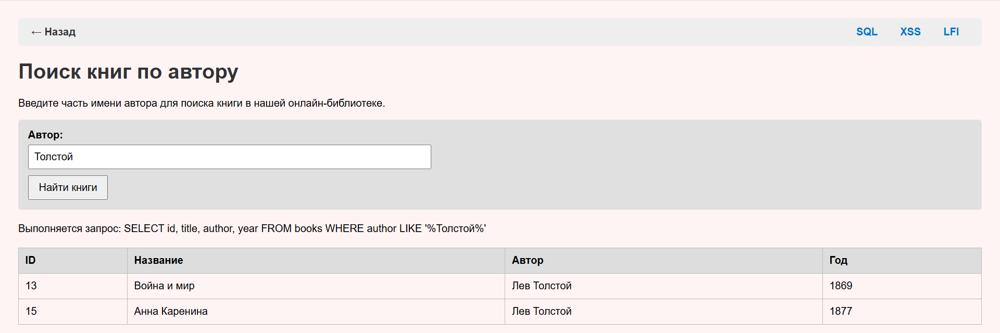 ← Назад SQL XSS LFI
Поиск книг по автору
Введите часть имени автора для поиска книги в нашей онлайн-библиотеке.
Автор:
Толстой
Найти книги
Выполняется запрос: SELECT id, title, author, year FROM books WHERE author LIKE '%Толстой%'
ID Название Автор Год
13 Война и мир Лев Толстой 1869
15 Анна Каренина Лев Толстой 1877